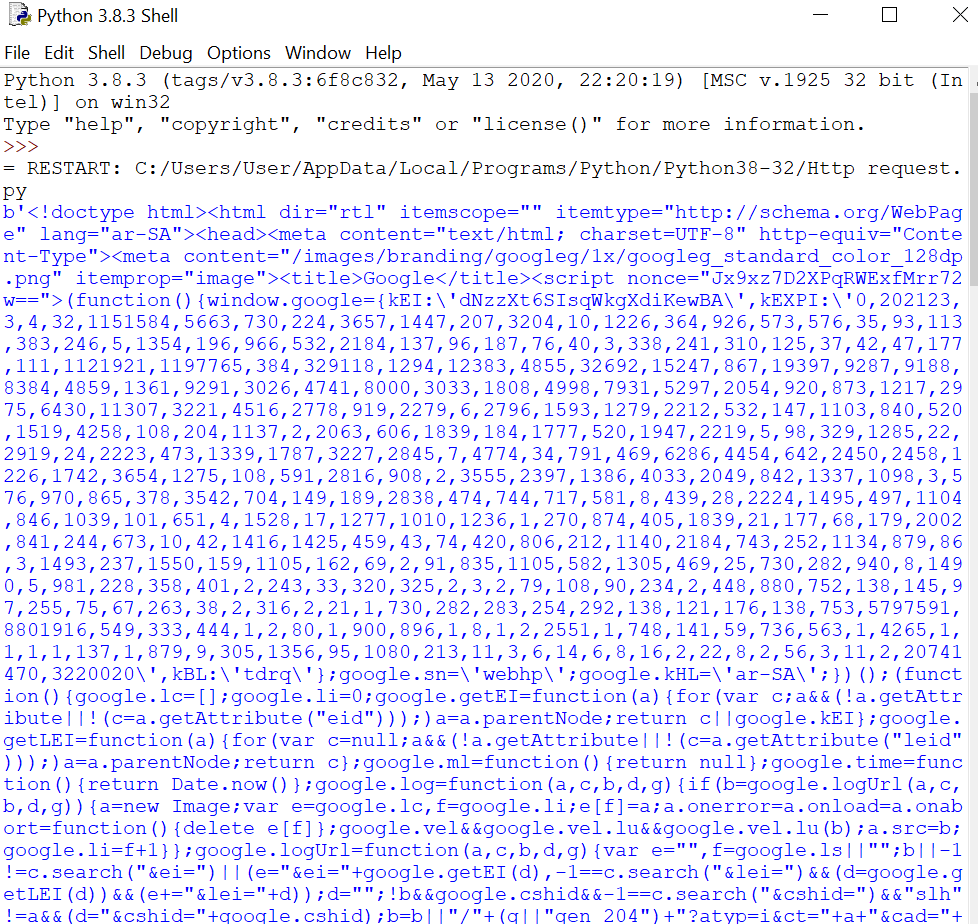 Python 3.8.3 Shell
File Edit Shell Debug Options Window Help
Python 3.8.3 (tags/v3.8.3:6f8c832, May 13 2020, 22:20:19) [MSC v.1925 32 bit (In
tel)] on win32
Type "help", "copyright", "credits" or "license()" for more information.
>>>
= RESTART: C:/Users/User/AppData/Local/Programs/Python/Python38-32/Http request.
py
b'<!doctype html><html dir="rtl" itemscope="" itemtype="http://schema.org/WebPag
e" lang="ar-SA"><head><meta content="text/html; charset=UTF-8" http-equiv="Conte
nt-Type"><meta content="/images/branding/googleg/1x/googleg_standard_color_128dp
.png" itemprop="image"><title>Google</title><script nonce="Jx9xz7D2XPqRWExfMrr72
w==">(function(){window.google={kEI:\'dNzzXt6SIsqWkgXdiKewBA\',kEXPI:\'0,202123,
3,4,32,1151584,5663,730,224,3657,1447,207,3204,10,1226,364,926,573,576,35,93,113
,383,246,5,1354,196,966,532,2184,137,96,187,76,40,3,338,241,310,125,37,42,47,177
,111,1121921,1197765,384,329118,1294,12383,4855,32692,15247,867,19397,9287,9188,
8384,4859,1361,9291,3026,4741,8000,3033,1808,4998,7931,5297,2054,920,873,1217,29
75,6430,11307,3221,4516,2778,919,2279,6,2796,1593,1279,2212,532,147,1103,840,520
,1519,4258,108,204,1137,2,2063,606,1839,184,1777,520,1947,2219,5,98,329,1285,22,
2919,24,2223,473,1339,1787,3227,2845,7,4774,34,791,469,6286,4454,642,2450,2458,1
226,1742,3654,1275,108,591,2816,908,2,3555,2397,1386,4033,2049,842,1337,1098,3,5
76,970,865,378,3542,704,149,189,2838,474,744,717,581,8,439,28,2224,1495,497,1104
,846,1039,101,651,4,1528,17,1277,1010,1236,1,270,874,405,1839,21,177,68,179,2002
,841,244,673,10,42,1416,1425,459,43,74,420,806,212,1140,2184,743,252,1134,879,86
,3,1493,237,1550,159,1105,162,69,2,91,835,1105,582,1305,469,25,730,282,940,8,149
0,5,981,228,358,401,2,243,33,320,325,2,3,2,79,108,90,234,2,448,880,752,138,145,9
7,255,75,67,263,38,2,316,2,21,1,730,282,283,254,292,138,121,176,138,753,5797591,
8801916,549,333,444,1,2,80,1,900,896,1,8,1,2,2551,1,748,141,59,736,563,1,4265,1,
1,1,1,137,1,879,9,305,1356,95,1080,213,11,3,6,14,6,8,16,2,22,8,2,56,3,11,2,20741
470,3220020\',kBL:\'tdrq\'};google.sn=\'webhp\';google.kHL=\'ar-SA\';})();(funct
ion(){google.lc=[];google.li=0;google.getEI=function(a){for(var c;a&&(!a.getAttr
ibute||!(c=a.getAttribute("eid")));)a=a.parentNode;return c||google.kEI};google.
getLEI=function(a){for(var c=null;a&&(!a.getAttribute||!(c=a.getAttribute("leid"
)));)a=a.parentNode;return c};google.ml=function(){return null};google.time=func
tion(){return Date.now()};google.log=function(a,c,b,d,g){if(b=google.logUrl(a,c,
b,d,g)){a=new Image;var e=google.lc,f=google.li;e[f]=a;a.onerror=a.onload=a.onab
ort=function(){delete e[f]};google.vel&&google.vel.lu&&google.vel.lu(b);a.src=b;
google.li=f+1}};google.logUrl=function(a,c,b,d,g){var e="",f=google.ls||"";b||-1
!=c.search("&ei=")||(e="&ei="+google.getEI(d),-1==c.search("&lei=")&&(d=google.g
etLEI(d))&&(e+="&lei="+d));d="";!b&&google.cshid&&-1==c.search("&cshid=")&&"slh"
!=a&&(d="&cshid="+google.cshid);b=b||"/"+(g||"gen_204")+"?atyp=i&ct="+a+"&cad="+